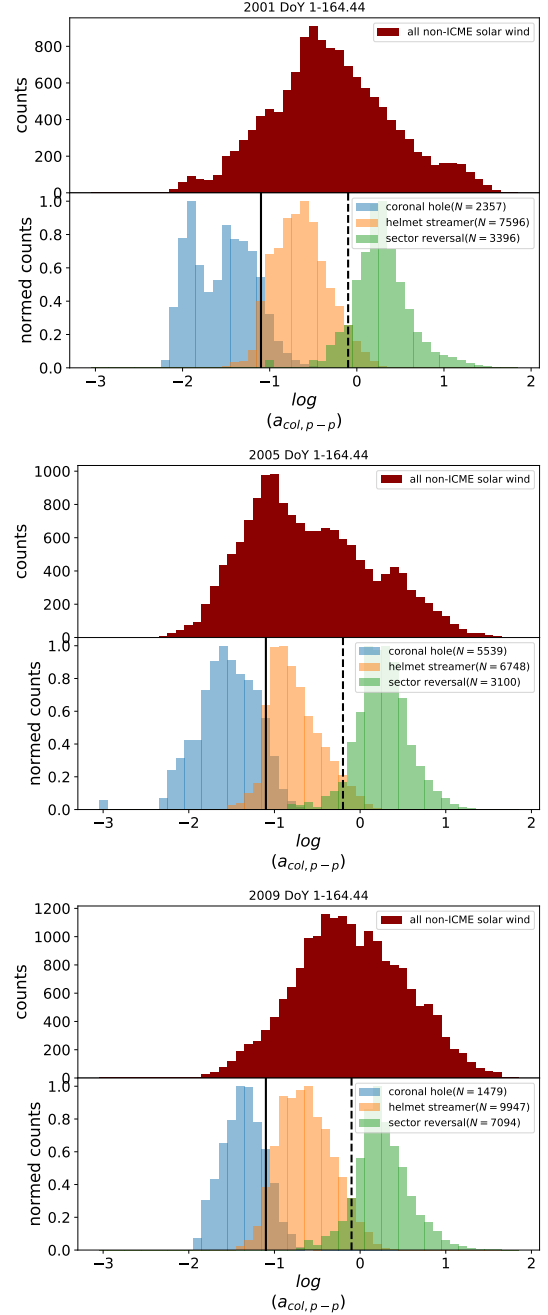 2001 DoY 1-164.44
all non-ICME solar wind
counts
800
600
400
200
0
coronal hole(N = 2357)
helmet streamer(N = 7596)
sector reversal(N = 3396)
normed counts
1.0
0.8
0.6
0.4
0.2
0.0
−3 −2 −1 0 1 2
log
(a_{col, p−p})
2005 DoY 1-164.44
all non-ICME solar wind
counts
1000
800
600
400
200
0
coronal hole(N = 5539)
helmet streamer(N = 6748)
sector reversal(N = 3100)
normed counts
1.0
0.8
0.6
0.4
0.2
0.0
−3 −2 −1 0 1 2
log
(a_{col, p−p})
2009 DoY 1-164.44
all non-ICME solar wind
counts
1200
1000
800
600
400
200
0
coronal hole(N = 1479)
helmet streamer(N = 9947)
sector reversal(N = 7094)
normed counts
1.0
0.8
0.6
0.4
0.2
0.0
−3 −2 −1 0 1 2
log
(a_{col, p−p})